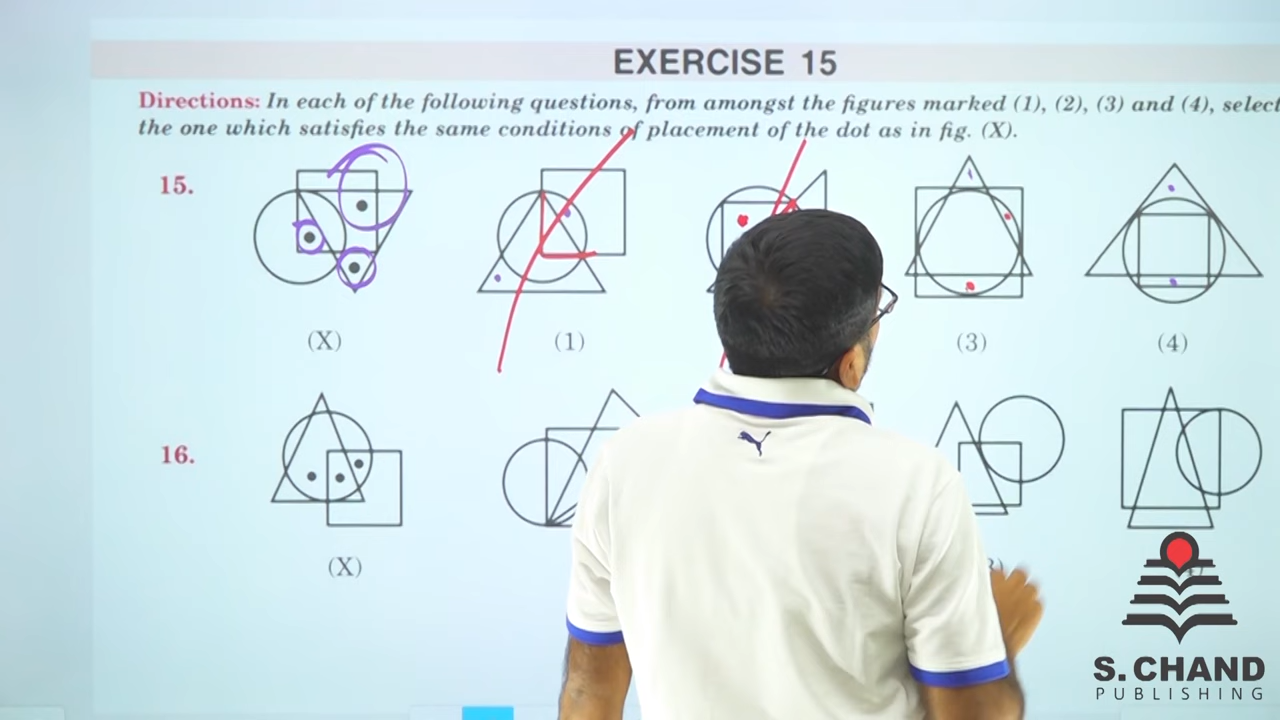 EXERCISE 15
Directions: In each of the following questions, from amongst the figures marked (1), (2), (3) and (4), select
the one which satisfies the same conditions of placement of the dot as in fig. (X).
15.
(X) (1) (3) (4)
16.
(X)
S. CHAND
PUBLISHING